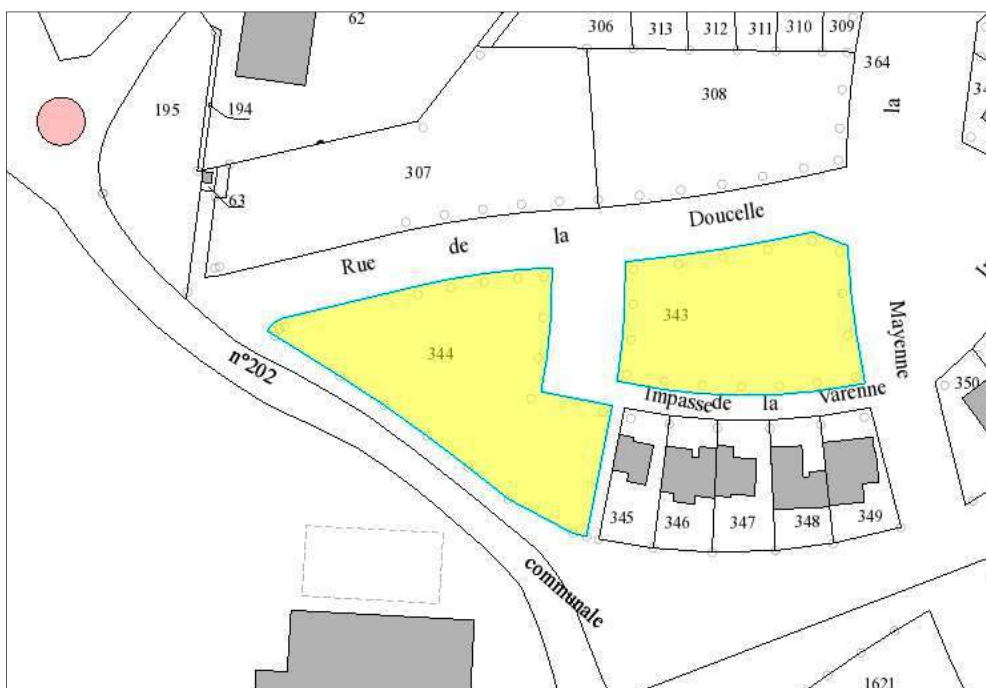 62
306 313 312 311 310 309
364
195
194
308
la
307
63
Doucelle
Rue de la
343
344
Mayenne
n°202
350
Impasse de la Varenne
345 346 347 348 349
communale
1621